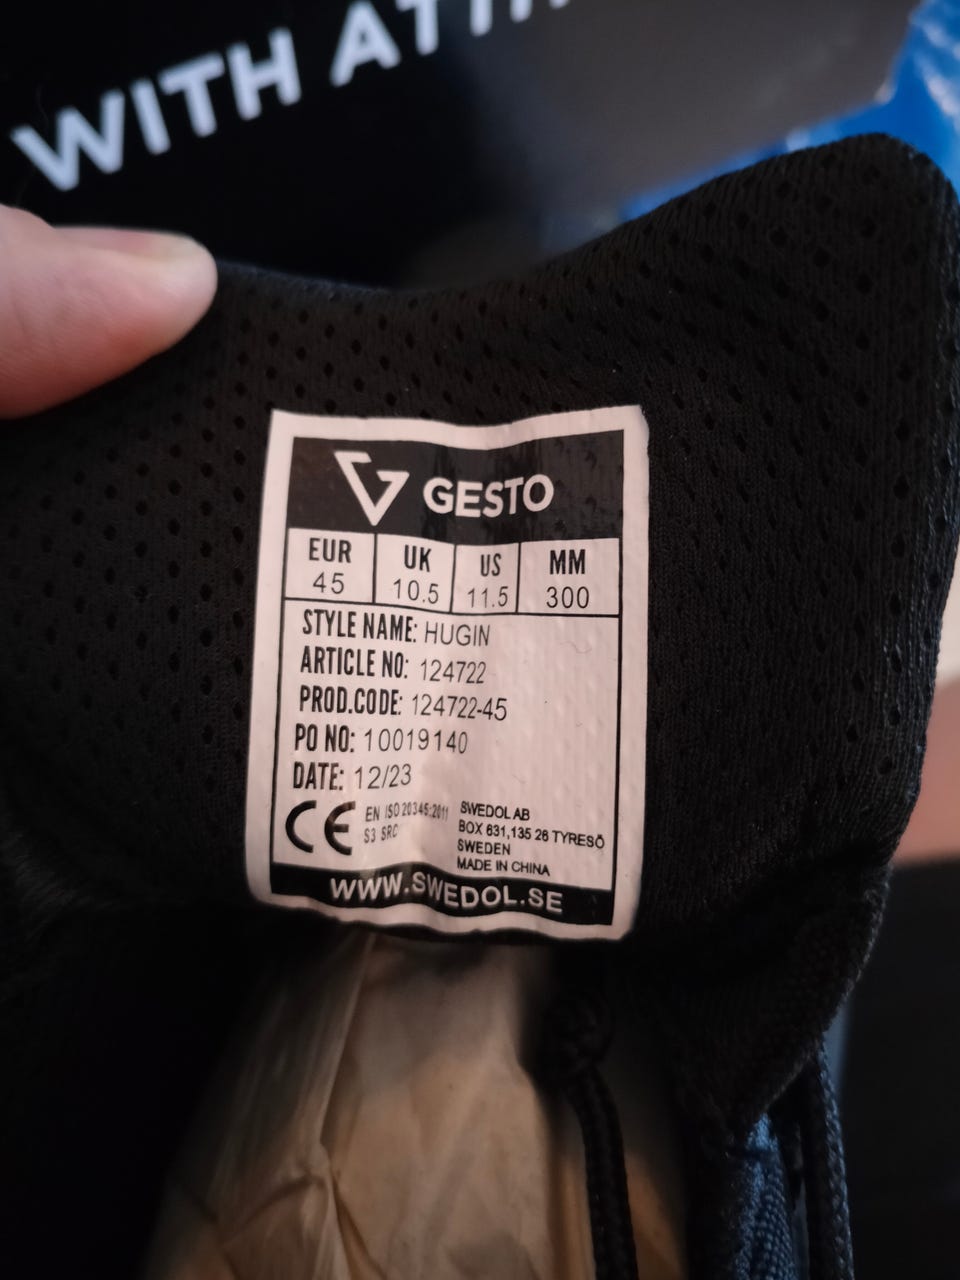 WITH
GESTO
EUR UK US MM
45 10.5 11.5 300
STYLE NAME: HUGIN
ARTICLE NO: 124722
PROD.CODE: 124722-45
PO NO: 10019140
DATE: 12/23
CE
EN ISO 20345:2011
S3 SRC
SWEDOL AB
BOX 631,135 26 TYRESÖ
SWEDEN
MADE IN CHINA
WWW.SWEDOL.SE